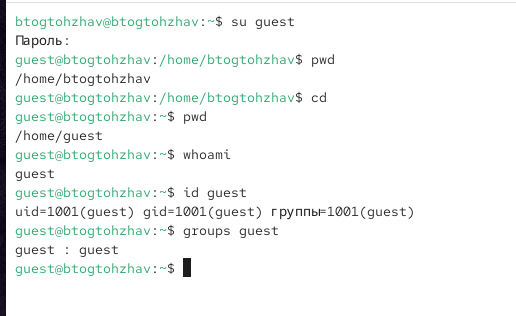 btogtohzhav@btogtohzhav:~$ su guest
Пароль:
guest@btogtohzhav:/home/btogtohzhav$ pwd
/home/btogtohzhav
guest@btogtohzhav:/home/btogtohzhav$ cd
guest@btogtohzhav:~$ pwd
/home/guest
guest@btogtohzhav:~$ whoami
guest
guest@btogtohzhav:~$ id guest
uid=1001(guest) gid=1001(guest) группы=1001(guest)
guest@btogtohzhav:~$ groups guest
guest : guest
guest@btogtohzhav:~$